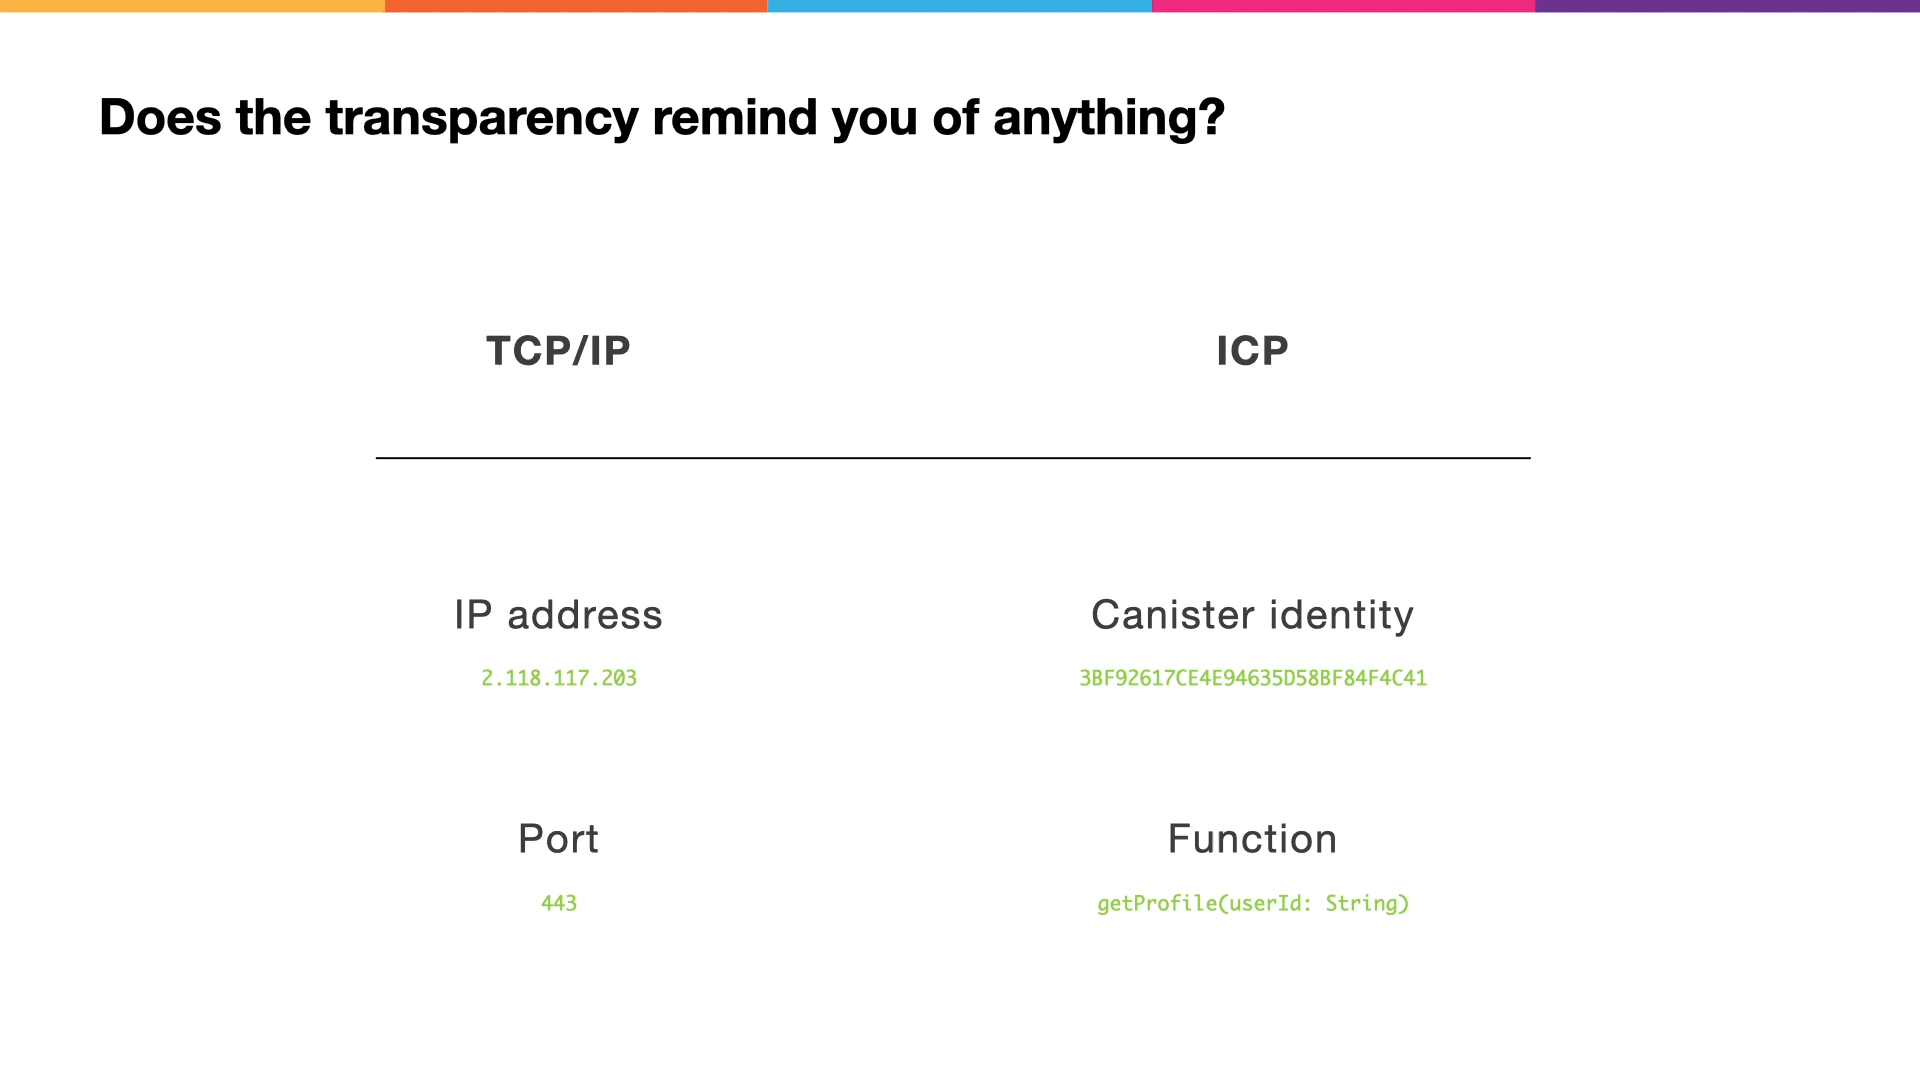 Does the transparency remind you of anything?
TCP/IP
ICP
IP address
Canister identity
2.118.117.203
3BF92617CE4E94635D58BF84F4C41
Port
Function
443
getProfile(userId: String)